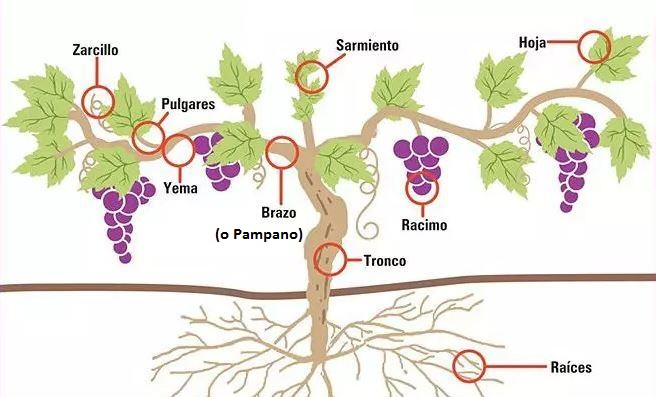 Zarcillo
Sarmiento
Hoja
Pulgares
Yema
Brazo
(o Pampano)
Racimo
Tronco
Raíces